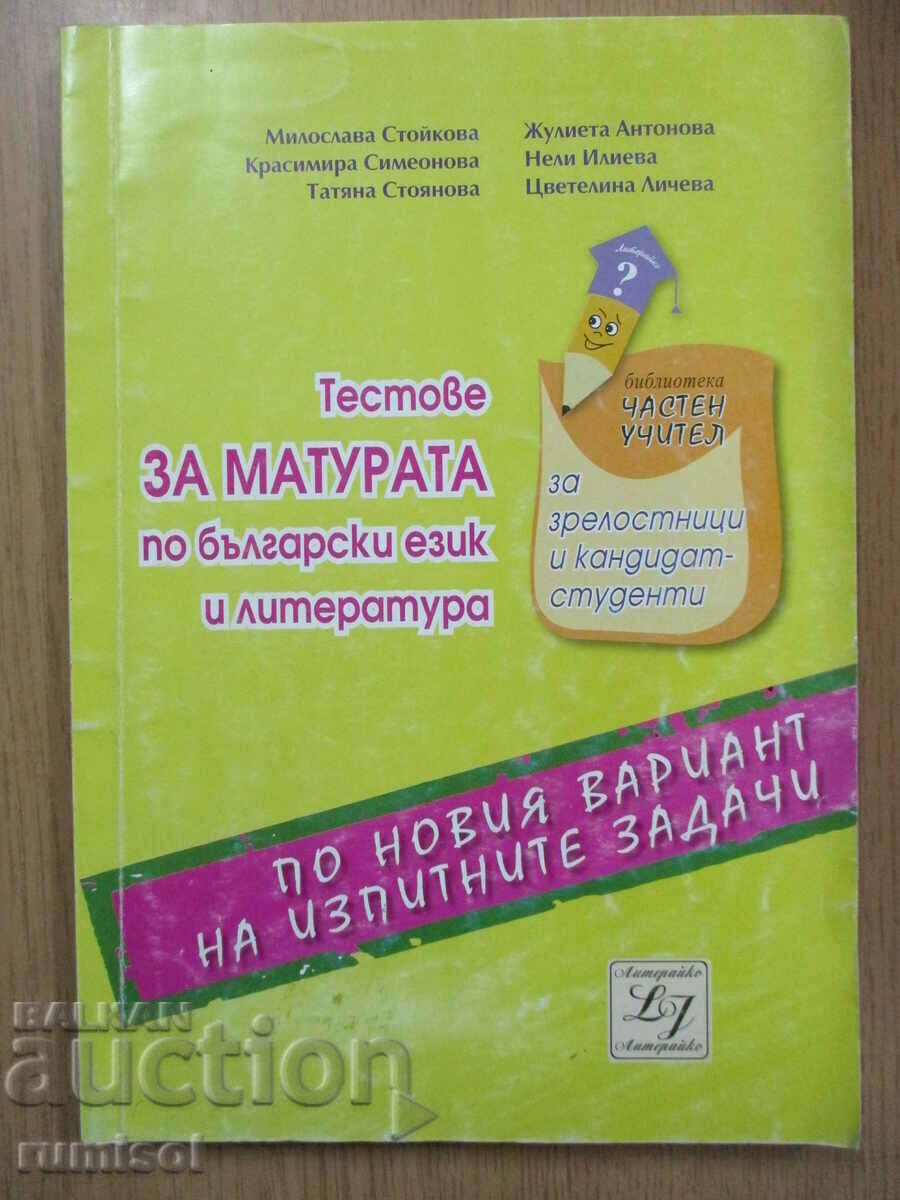 Милослава Стойкова
Красимира Симеонова
Татяна Стоянова
Жулиета Антонова
Нели Илиева
Цветелина Личева
Литерайко
?
библиотека
ЧАСТЕН
УЧИТЕЛ
за
зрелостници
и кандидат-
студенти
Тестове
ЗА МАТУРАТА
по български език
и литература
ПО НОВИЯ ВАРИАНТ
НА ИЗПИТНИТЕ ЗАДАЧИ
Литерайко
LJ
Литерайко
BALKAN
auction
rumisol